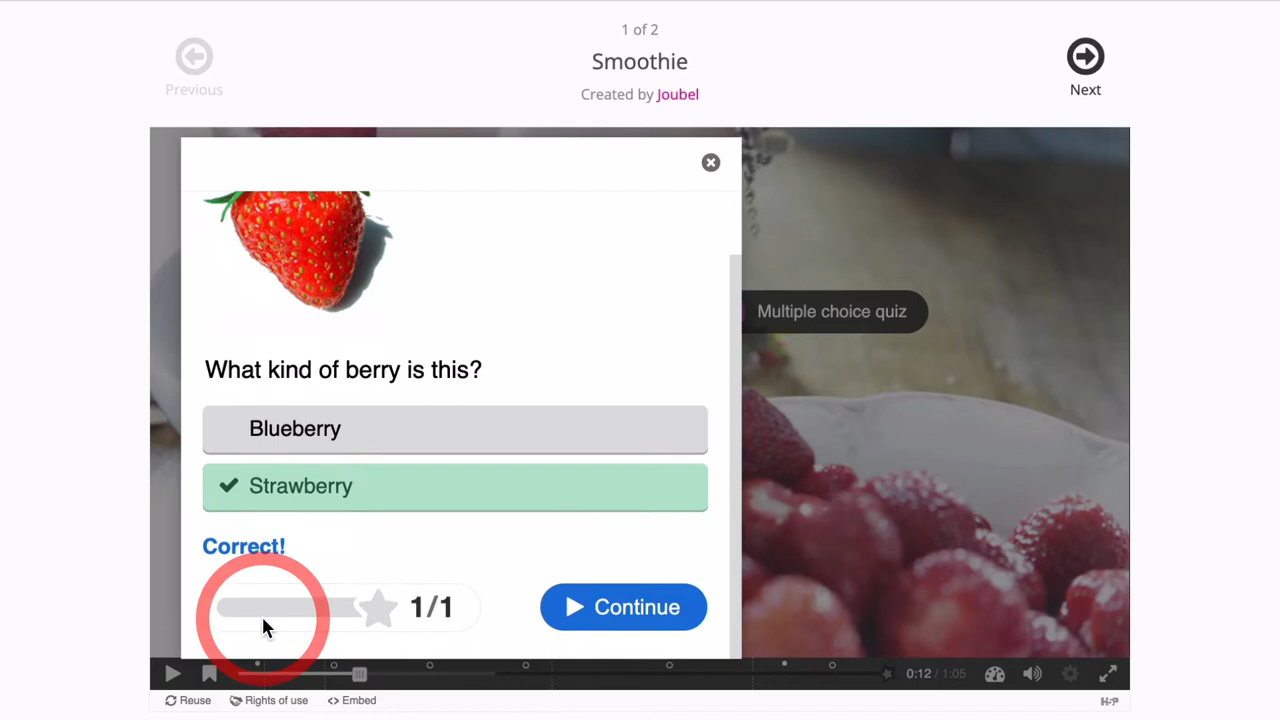 1 of 2
Smoothie
Created by Joubel
Previous
Next
Multiple choice quiz
What kind of berry is this?
Blueberry
Strawberry
Correct!
1/1
Continue
0:12 / 1:05
Reuse
Rights of use
Embed
H-P